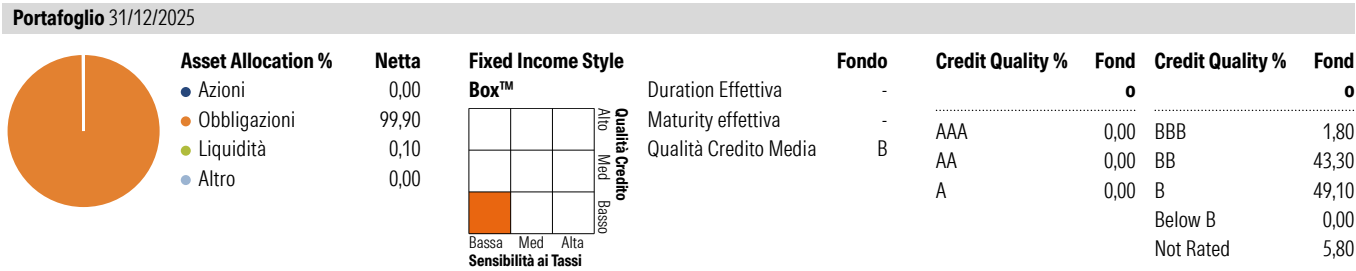 Portafoglio 31/12/2025
Asset Allocation % Netta
Azioni 0,00
Obbligazioni 99,90
Liquidità 0,10
Altro 0,00
Fixed Income Style
Box™
Alto
Med
Basso
Qualità Credito
Bassa Med Alta
Sensibilità ai Tassi
Fondo
Duration Effettiva -
Maturity effettiva -
Qualità Credito Media B
Credit Quality % Fond
o
AAA 0,00
AA 0,00
A 0,00
Credit Quality % Fond
o
BBB 1,80
BB 43,30
B 49,10
Below B 0,00
Not Rated 5,80